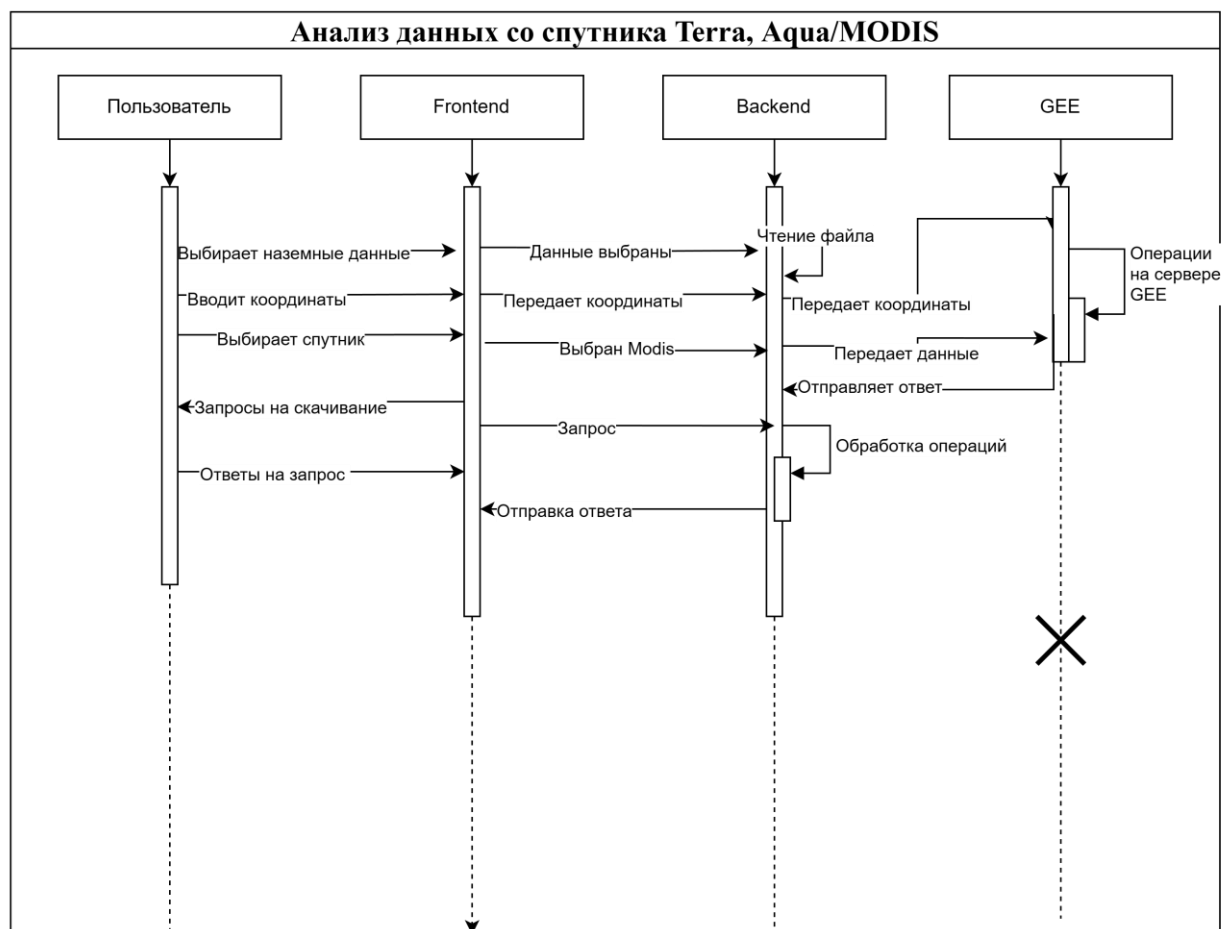 Анализ данных со спутника Terra, Aqua/MODIS
Пользователь
Frontend
Backend
GEE
Чтение файла
Выбирает наземные данные
Данные выбраны
Операции
на сервере
GEE
Вводит координаты
Передает координаты
Передает координаты
Выбирает спутник
Выбран Modis
Передает данные
Отправляет ответ
Запросы на скачивание
Запрос
Обработка операций
Ответы на запрос
Отправка ответа